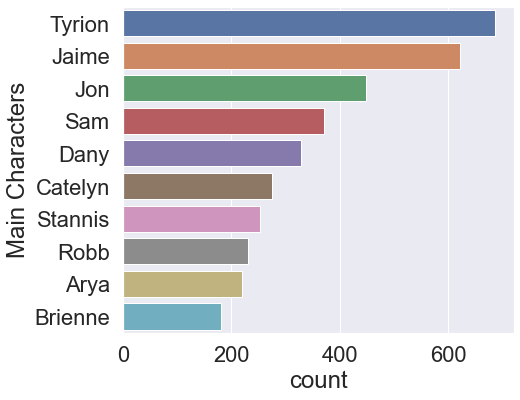 Main Characters
Tyrion
Jaime
Jon
Sam
Dany
Catelyn
Stannis
Robb
Arya
Brienne
0 200 400 600
count